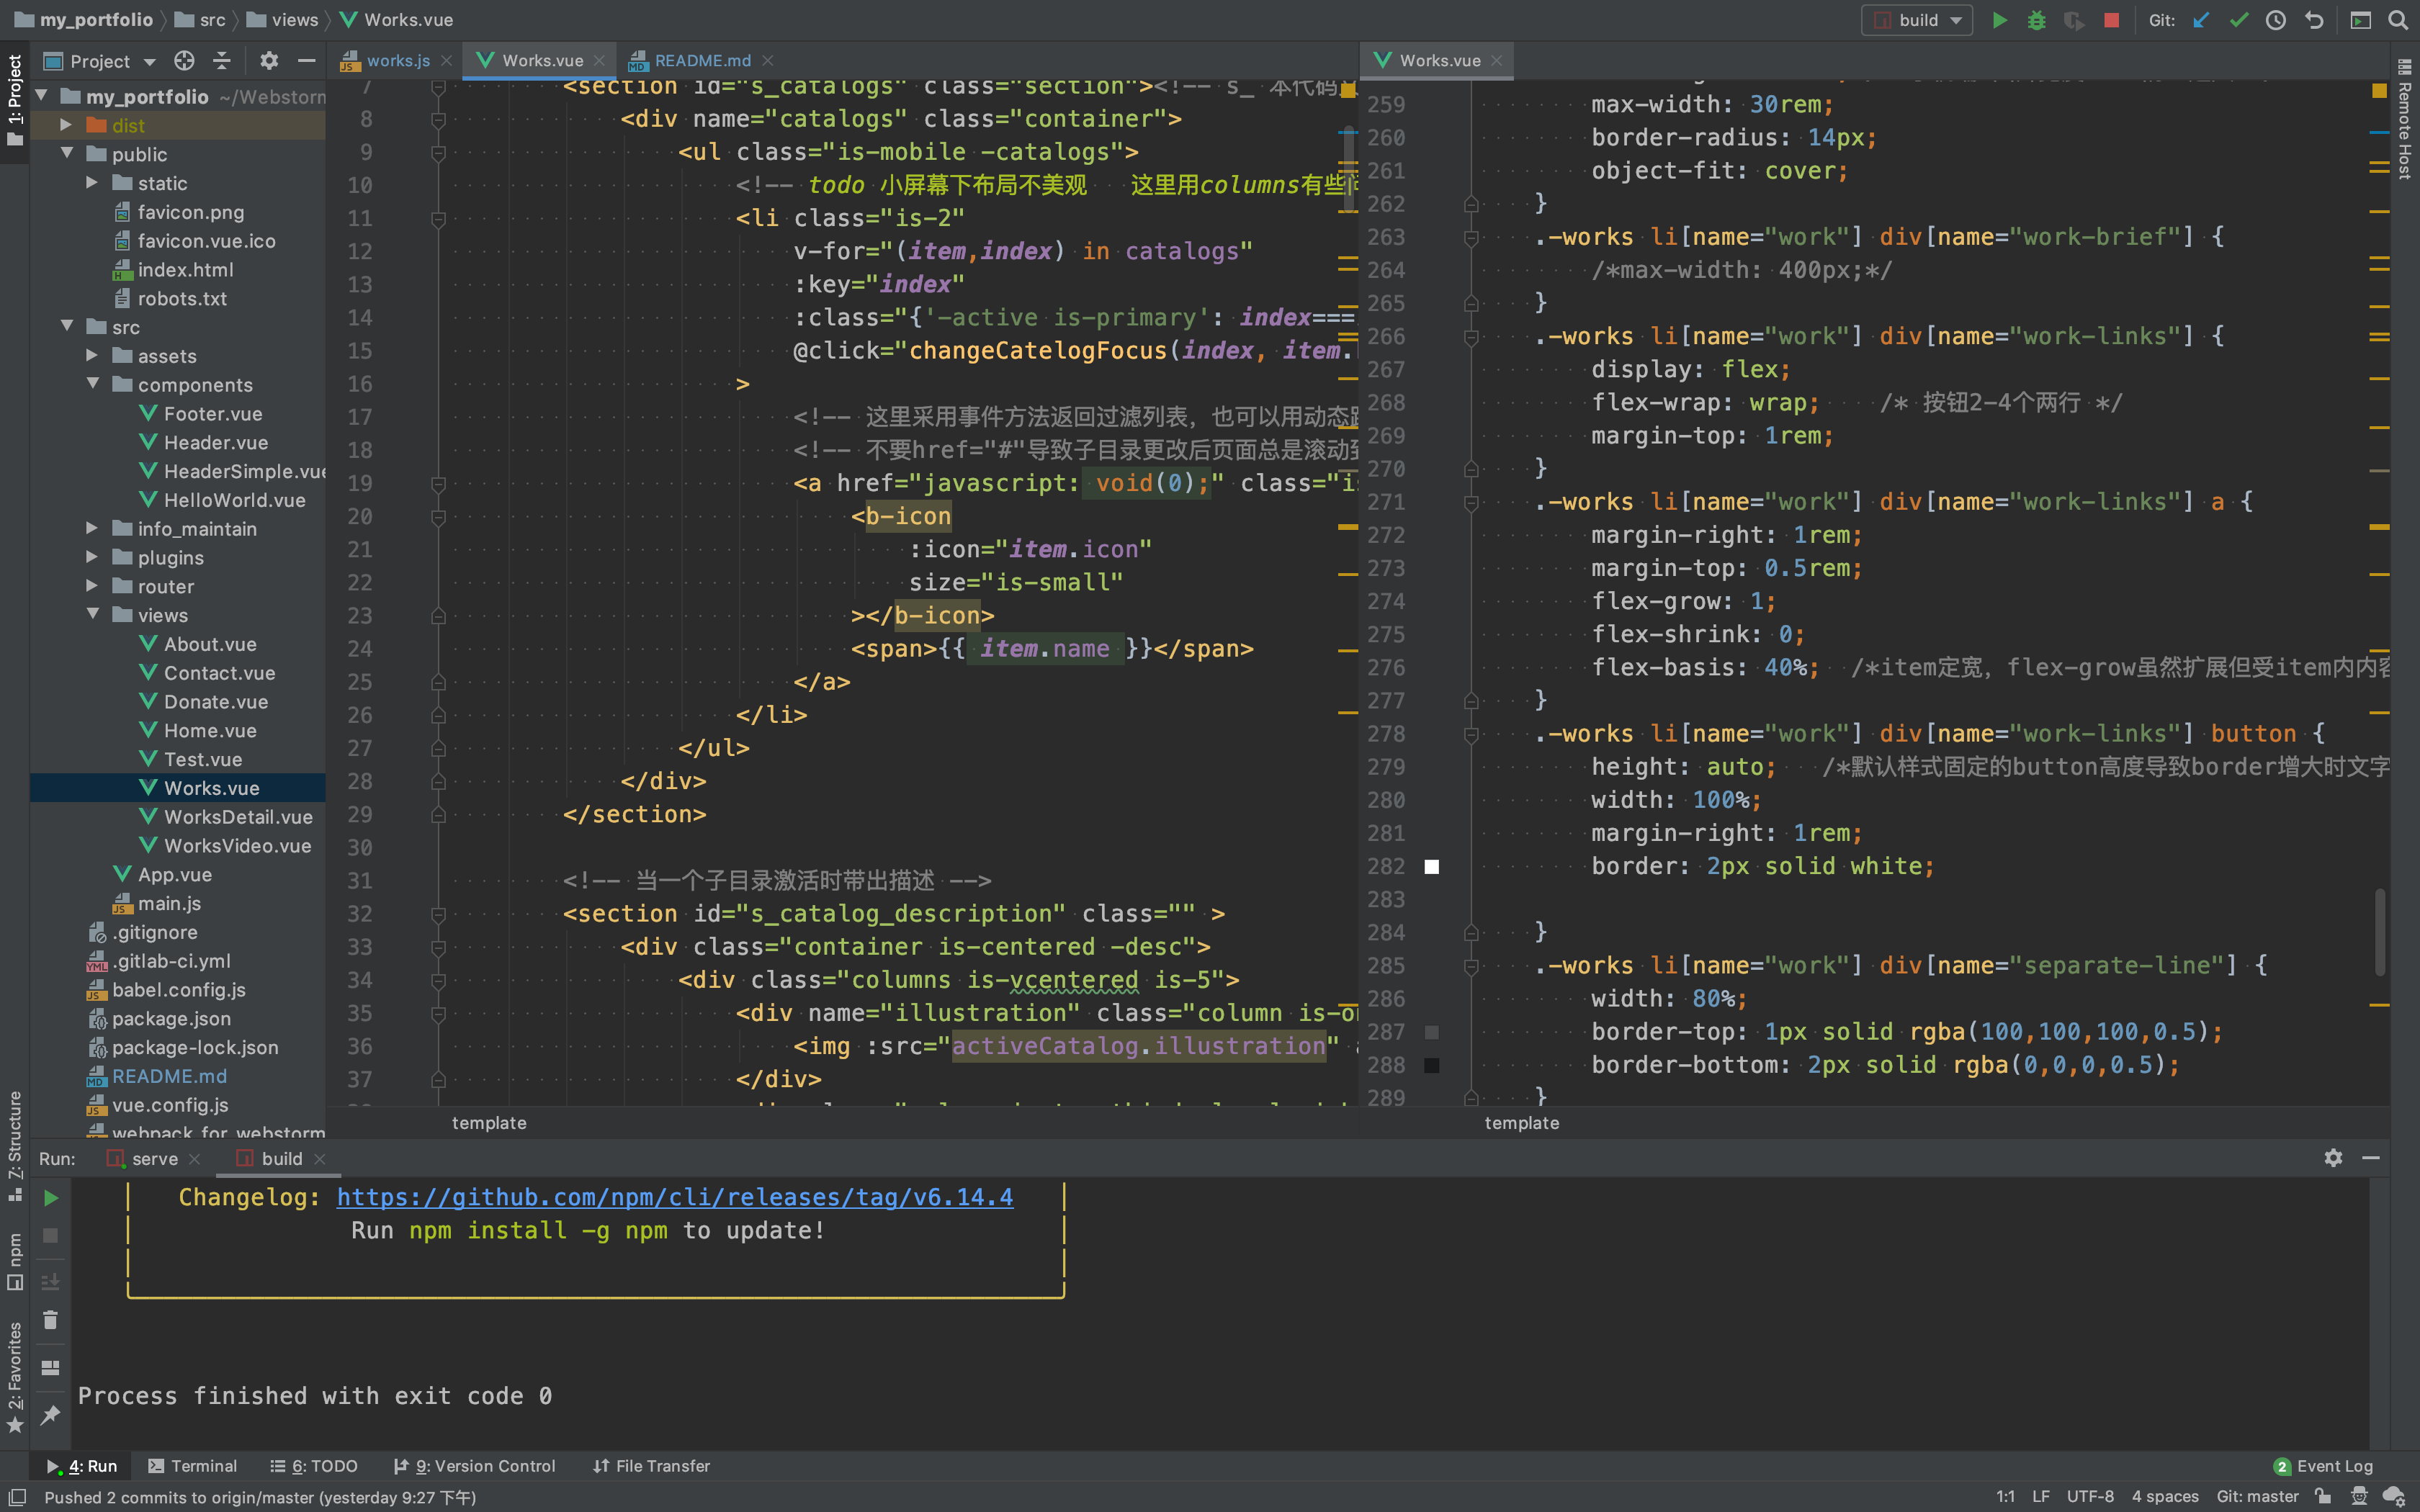 my_portfolio src views Works.vue
build Git:
1: Project
Project
works.js Works.vue README.md
Works.vue
Remote Host
my_portfolio ~/Webstorm
dist
public
static
favicon.png
favicon.vue.ico
index.html
robots.txt
src
assets
components
Footer.vue
Header.vue
HeaderSimple.vue
HelloWorld.vue
info_maintain
plugins
router
views
About.vue
Contact.vue
Donate.vue
Home.vue
Test.vue
Works.vue
WorksDetail.vue
WorksVideo.vue
App.vue
main.js
.gitignore
.gitlab-ci.yml
babel.config.js
package.json
package-lock.json
README.md
vue.config.js
webpack_for_webstorm
7 <section id="s_catalogs" class="section"><!-- s_ 本代码
8 <div name="catalogs" class="container">
9 <ul class="is-mobile -catalogs">
10 <!-- todo 小屏幕下布局不美观 这里用columns有些
11 <li class="is-2"
12 v-for="(item,index) in catalogs"
13 :key="index"
14 :class="{'-active is-primary': index===
15 @click="changeCatelogFocus(index, item.
16 >
17 <!-- 这里采用事件方法返回过滤列表，也可以用动态
18 <!-- 不要href="#"导致子目录更改后页面总是滚动
19 <a href="javascript: void(0);" class="is
20 <b-icon
21 :icon="item.icon"
22 size="is-small"
23 ></b-icon>
24 <span>{{ item.name }}</span>
25 </a>
26 </li>
27 </ul>
28 </div>
29 </section>
30
31 <!-- 当一个子目录激活时带出描述 -->
32 <section id="s_catalog_description" class="" >
33 <div class="container is-centered -desc">
34 <div class="columns is-vcentered is-5">
35 <div name="illustration" class="column is-o
36 <img :src="activeCatalog.illustration"
37 </div>
template
259 max-width: 30rem;
260 border-radius: 14px;
261 object-fit: cover;
262 }
263 .-works li[name="work"] div[name="work-brief"] {
264 /*max-width: 400px;*/
265 }
266 .-works li[name="work"] div[name="work-links"] {
267 display: flex;
268 flex-wrap: wrap; /* 按钮2-4个两行 */
269 margin-top: 1rem;
270 }
271 .-works li[name="work"] div[name="work-links"] a {
272 margin-right: 1rem;
273 margin-top: 0.5rem;
274 flex-grow: 1;
275 flex-shrink: 0;
276 flex-basis: 40%; /*item定宽，flex-grow虽然扩展但受item内内容
277 }
278 .-works li[name="work"] div[name="work-links"] button {
279 height: auto; /*默认样式固定的button高度导致border增大时文字
280 width: 100%;
281 margin-right: 1rem;
282 border: 2px solid white;
283
284 }
285 .-works li[name="work"] div[name="separate-line"] {
286 width: 80%;
287 border-top: 1px solid rgba(100,100,100,0.5);
288 border-bottom: 2px solid rgba(0,0,0,0.5);
289 }
template
Z: Structure
npm
2: Favorites
Run: serve build
Changelog: https://github.com/npm/cli/releases/tag/v6.14.4
Run npm install -g npm to update!
Process finished with exit code 0
4: Run Terminal 6: TODO 9: Version Control File Transfer 2 Event Log
Pushed 2 commits to origin/master (yesterday 9:27 下午) 1:1 LF UTF-8 4 spaces Git: master